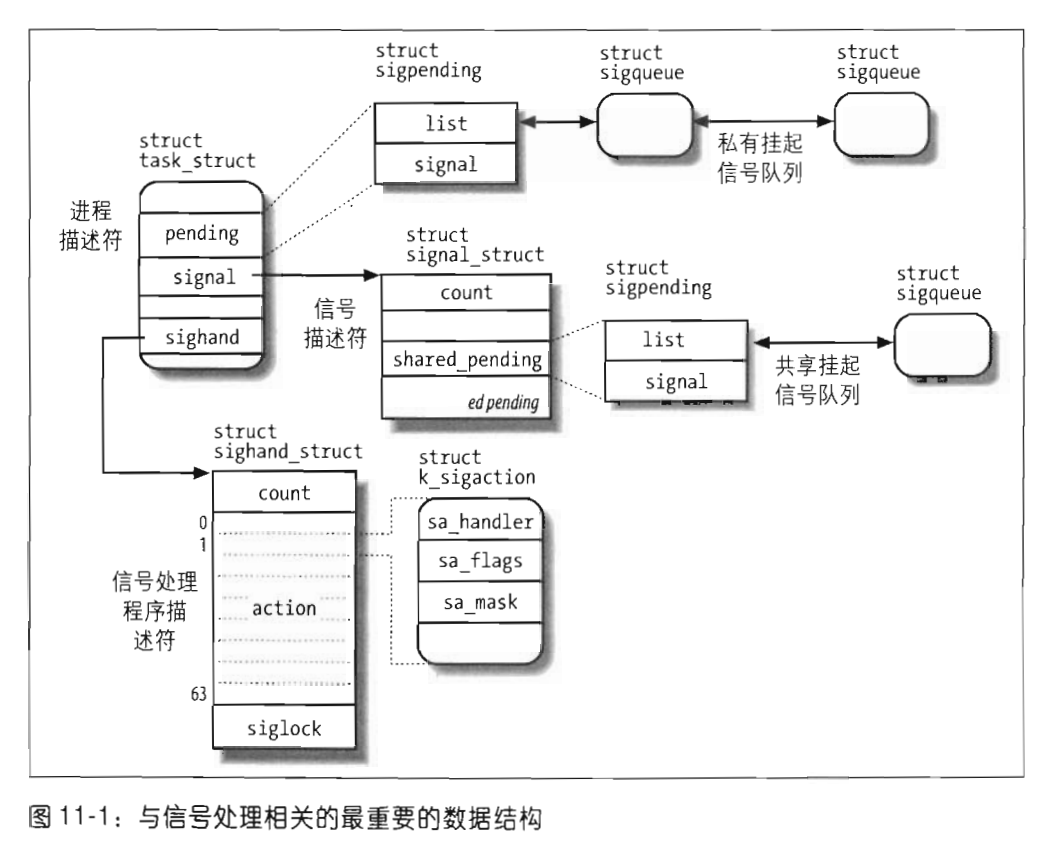 struct
sigpending
struct
sigqueue
struct
sigqueue
list
signal
私有挂起
信号队列
struct
task_struct
进程
描述符
pending
signal
sighand
struct
signal_struct
信号
描述符
count
shared_pending
ed pending
struct
sigpending
list
signal
struct
sigqueue
共享挂起
信号队列
struct
sighand_struct
count
0
1
信号处理
程序描
述符
action
63
siglock
struct
k_sigaction
sa_handler
sa_flags
sa_mask
图 11-1：与信号处理相关的最重要的数据结构